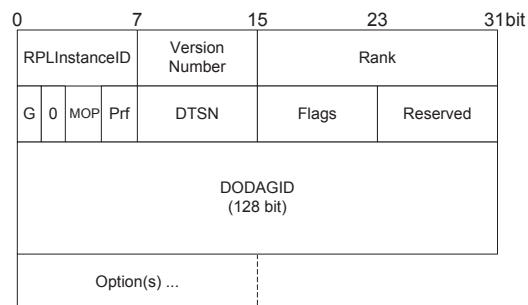 0 7 15 23 31bit
RPLInstanceID Version Number Rank
G 0 MOP Prf DTSN Flags Reserved
DODAGID
(128 bit)
Option(s) ...